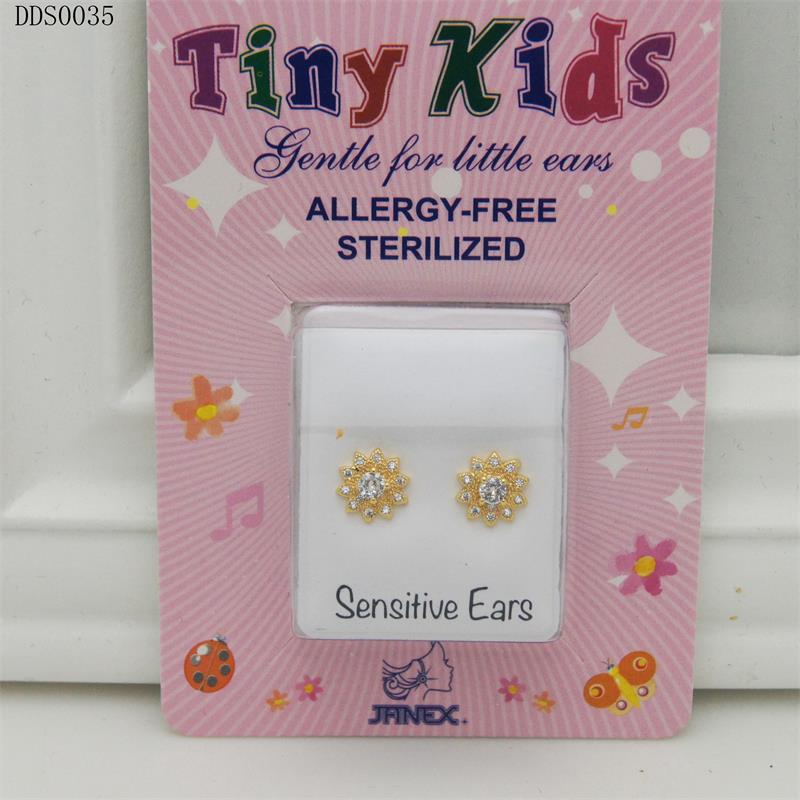 DDS0035
Tiny Kids
Gentle for little ears
ALLERGY-FREE
STERILIZED
Sensitive Ears
JANEX.